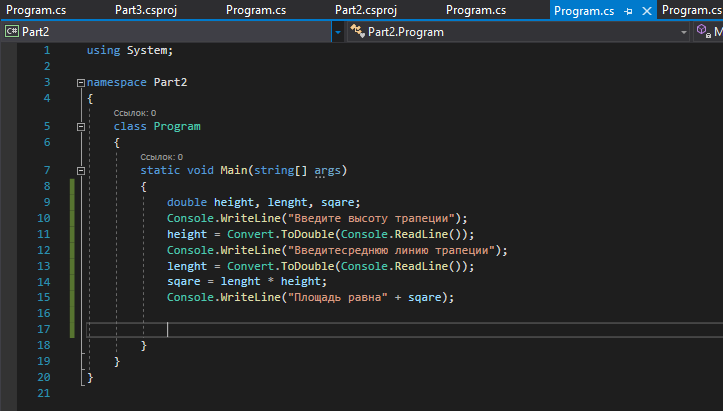 Program.cs Part3.csproj Program.cs Part2.csproj Program.cs Program.cs Program.cs
C# Part2 Part2.Program M
1 using System;
2
3 namespace Part2
4 {
Ссылок: 0
5 class Program
6 {
Ссылок: 0
7 static void Main(string[] args)
8 {
9 double height, lenght, sqare;
10 Console.WriteLine("Введите высоту трапеции");
11 height = Convert.ToDouble(Console.ReadLine());
12 Console.WriteLine("Введитесреднюю линию трапеции");
13 lenght = Convert.ToDouble(Console.ReadLine());
14 sqare = lenght * height;
15 Console.WriteLine("Площадь равна" + sqare);
16
17
18 }
19 }
20 }
21